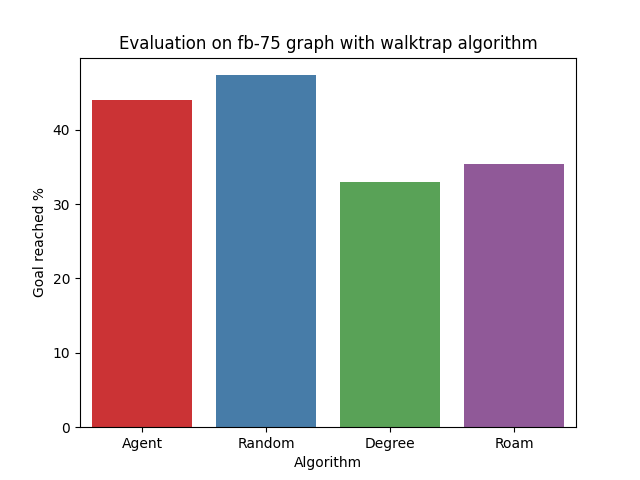 Evaluation on fb-75 graph with walktrap algorithm
Goal reached %
40
30
20
10
0
Agent Random Degree Roam
Algorithm